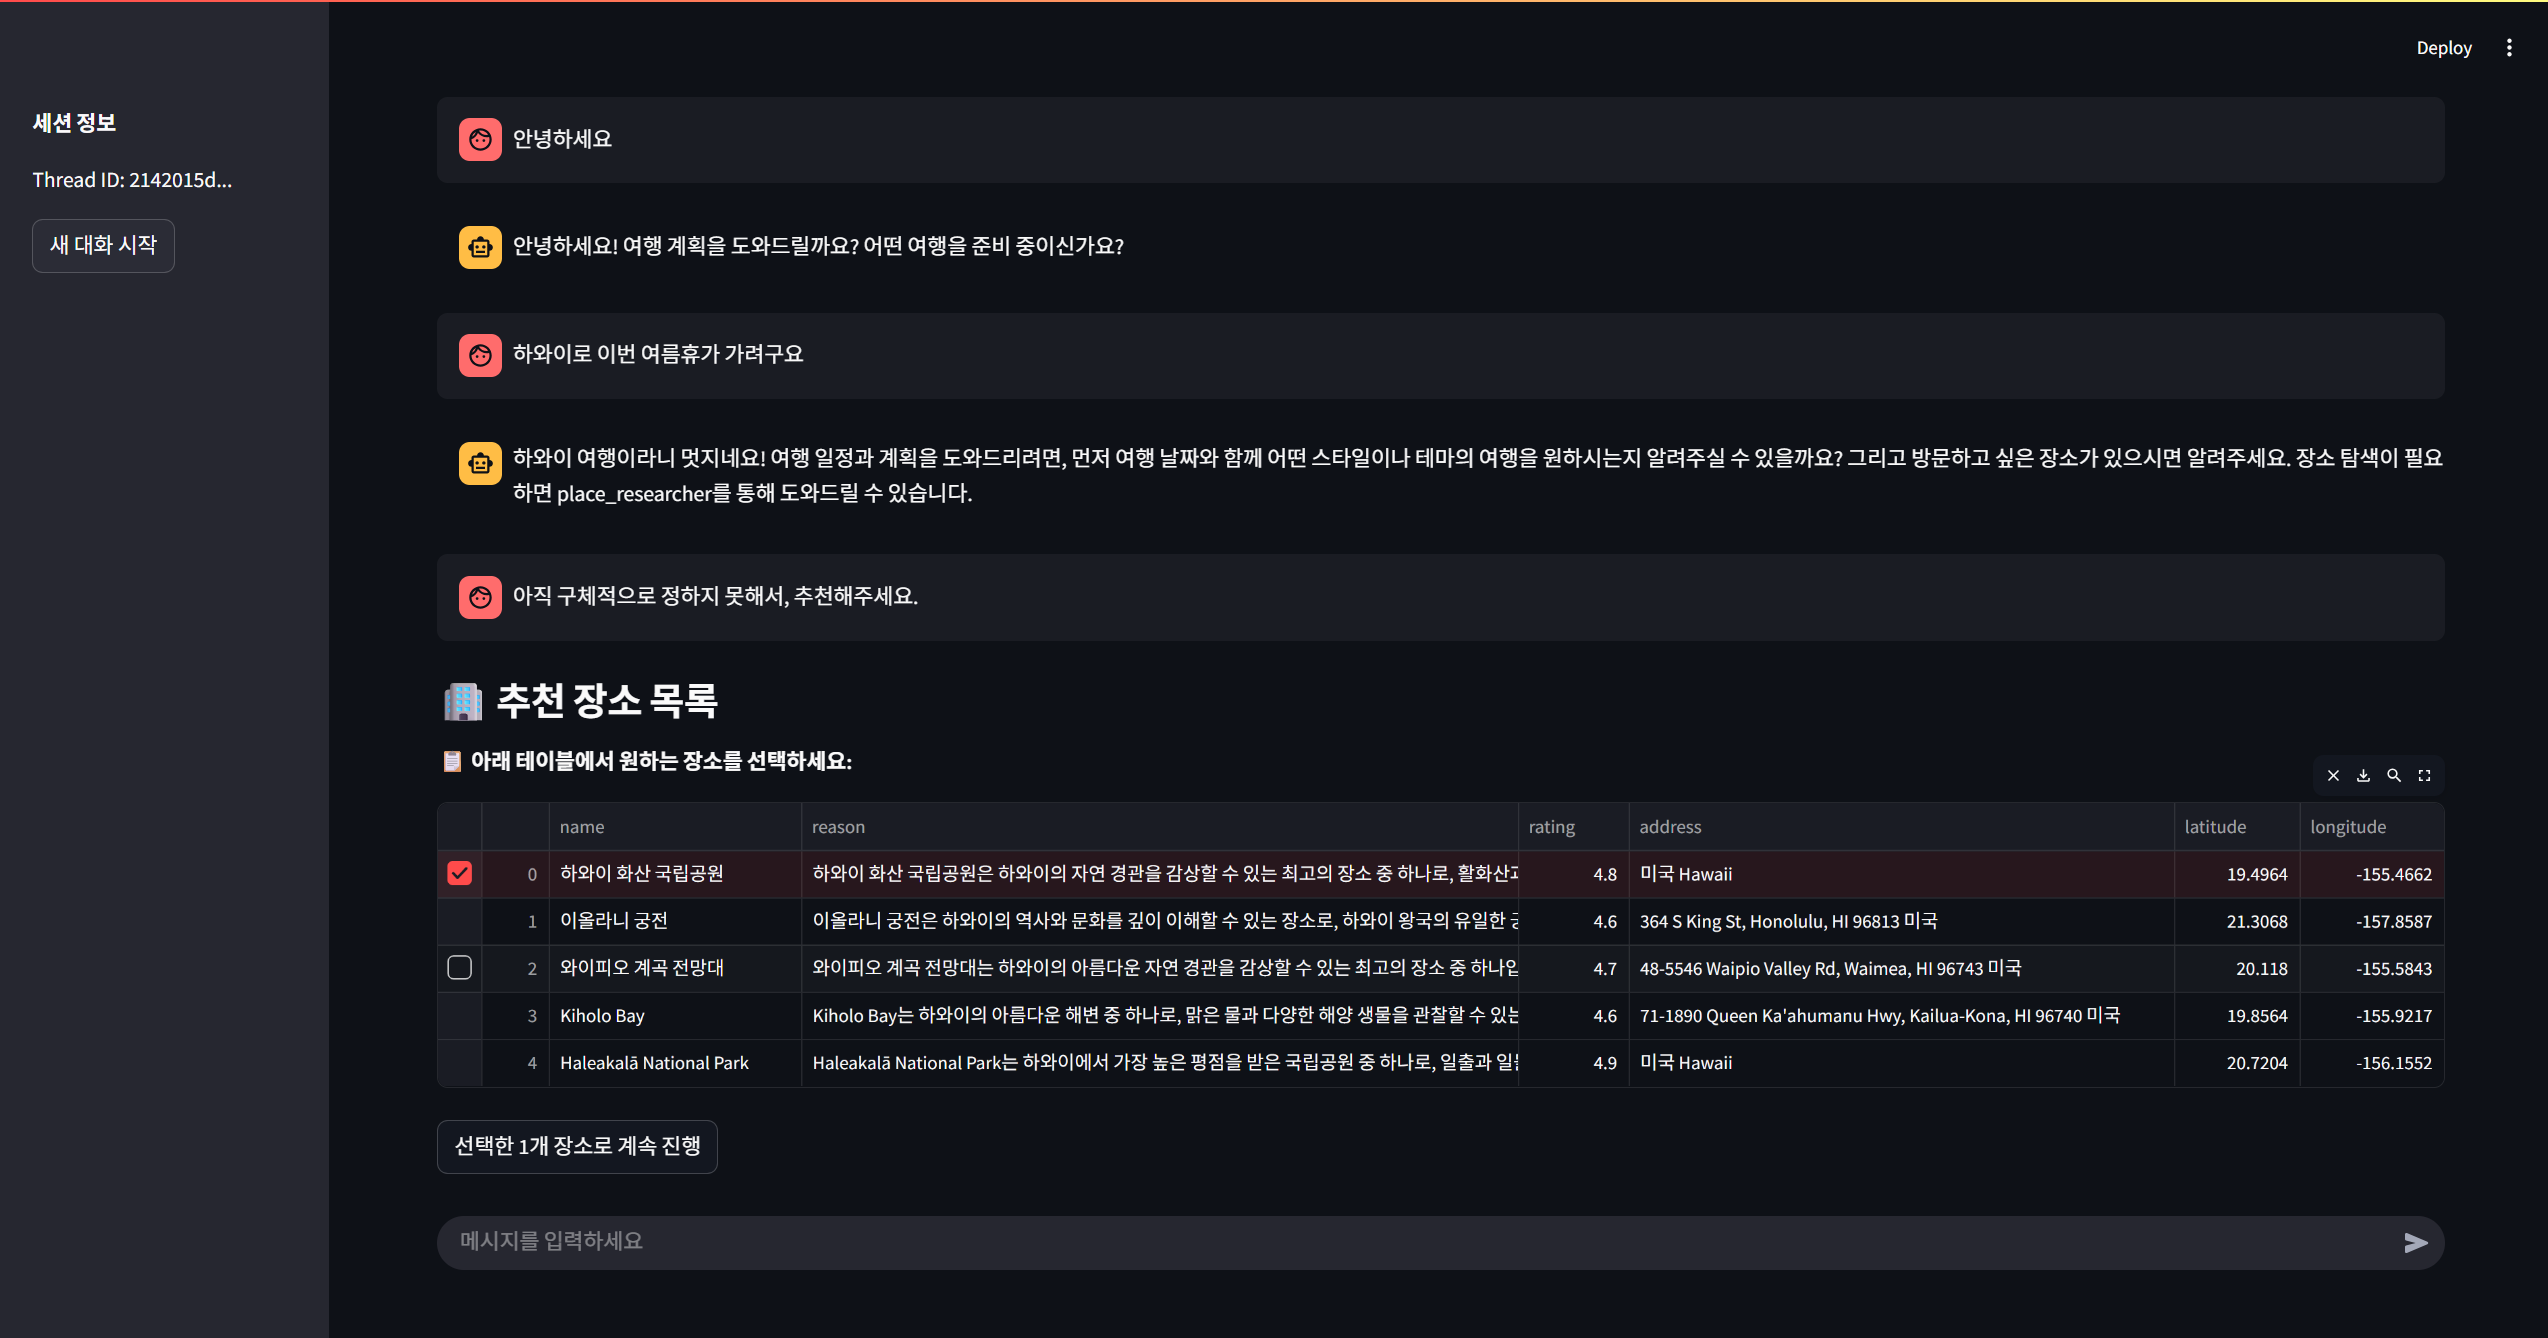 Deploy
세션 정보
Thread ID: 2142015d...
새 대화 시작
안녕하세요
안녕하세요! 여행 계획을 도와드릴까요? 어떤 여행을 준비 중이신가요?
하와이로 이번 여름휴가 가려구요
하와이 여행이라니 멋지네요! 여행 일정과 계획을 도와드리려면, 먼저 여행 날짜와 함께 어떤 스타일이나 테마의 여행을 원하시는지 알려주실 수 있을까요? 그리고 방문하고 싶은 장소가 있으시면 알려주세요. 장소 탐색이 필요
하면 place_researcher를 통해 도와드릴 수 있습니다.
아직 구체적으로 정하지 못해서, 추천해주세요.
추천 장소 목록
아래 테이블에서 원하는 장소를 선택하세요:
name reason rating address latitude longitude
0 하와이 화산 국립공원 하와이 화산 국립공원은 하와이의 자연 경관을 감상할 수 있는 최고의 장소 중 하나로, 활화산과 4.8 미국 Hawaii 19.4964 -155.4662
1 이올라니 궁전 이올라니 궁전은 하와이의 역사와 문화를 깊이 이해할 수 있는 장소로, 하와이 왕국의 유일한 4.6 364 S King St, Honolulu, HI 96813 미국 21.3068 -157.8587
2 와이피오 계곡 전망대 와이피오 계곡 전망대는 하와이의 아름다운 자연 경관을 감상할 수 있는 최고의 장소 중 하나입 4.7 48-5546 Waipio Valley Rd, Waimea, HI 96743 미국 20.118 -155.5843
3 Kiholo Bay Kiholo Bay는 하와이의 아름다운 해변 중 하나로, 맑은 물과 다양한 해양 생물을 관찰할 수 있는 4.6 71-1890 Queen Ka'ahumanu Hwy, Kailua-Kona, HI 96740 미국 19.8564 -155.9217
4 Haleakalā National Park Haleakalā National Park는 하와이에서 가장 높은 평점을 받은 국립공원 중 하나로, 일출과 4.9 미국 Hawaii 20.7204 -156.1552
선택한 1개 장소로 계속 진행
메시지를 입력하세요